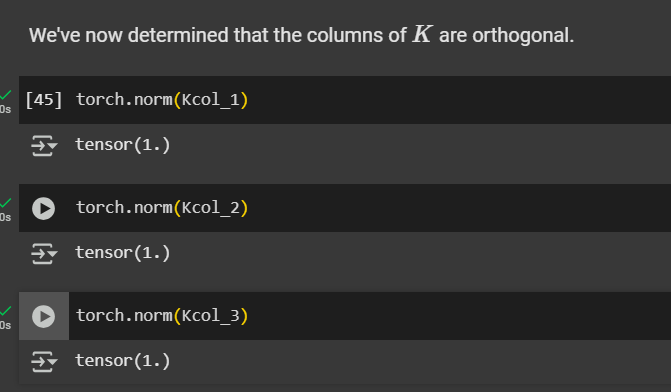 We've now determined that the columns of K are orthogonal.
[45] torch.norm(Kcol_1)
0s
tensor(1.)
torch.norm(Kcol_2)
0s
tensor(1.)
torch.norm(Kcol_3)
0s
tensor(1.)